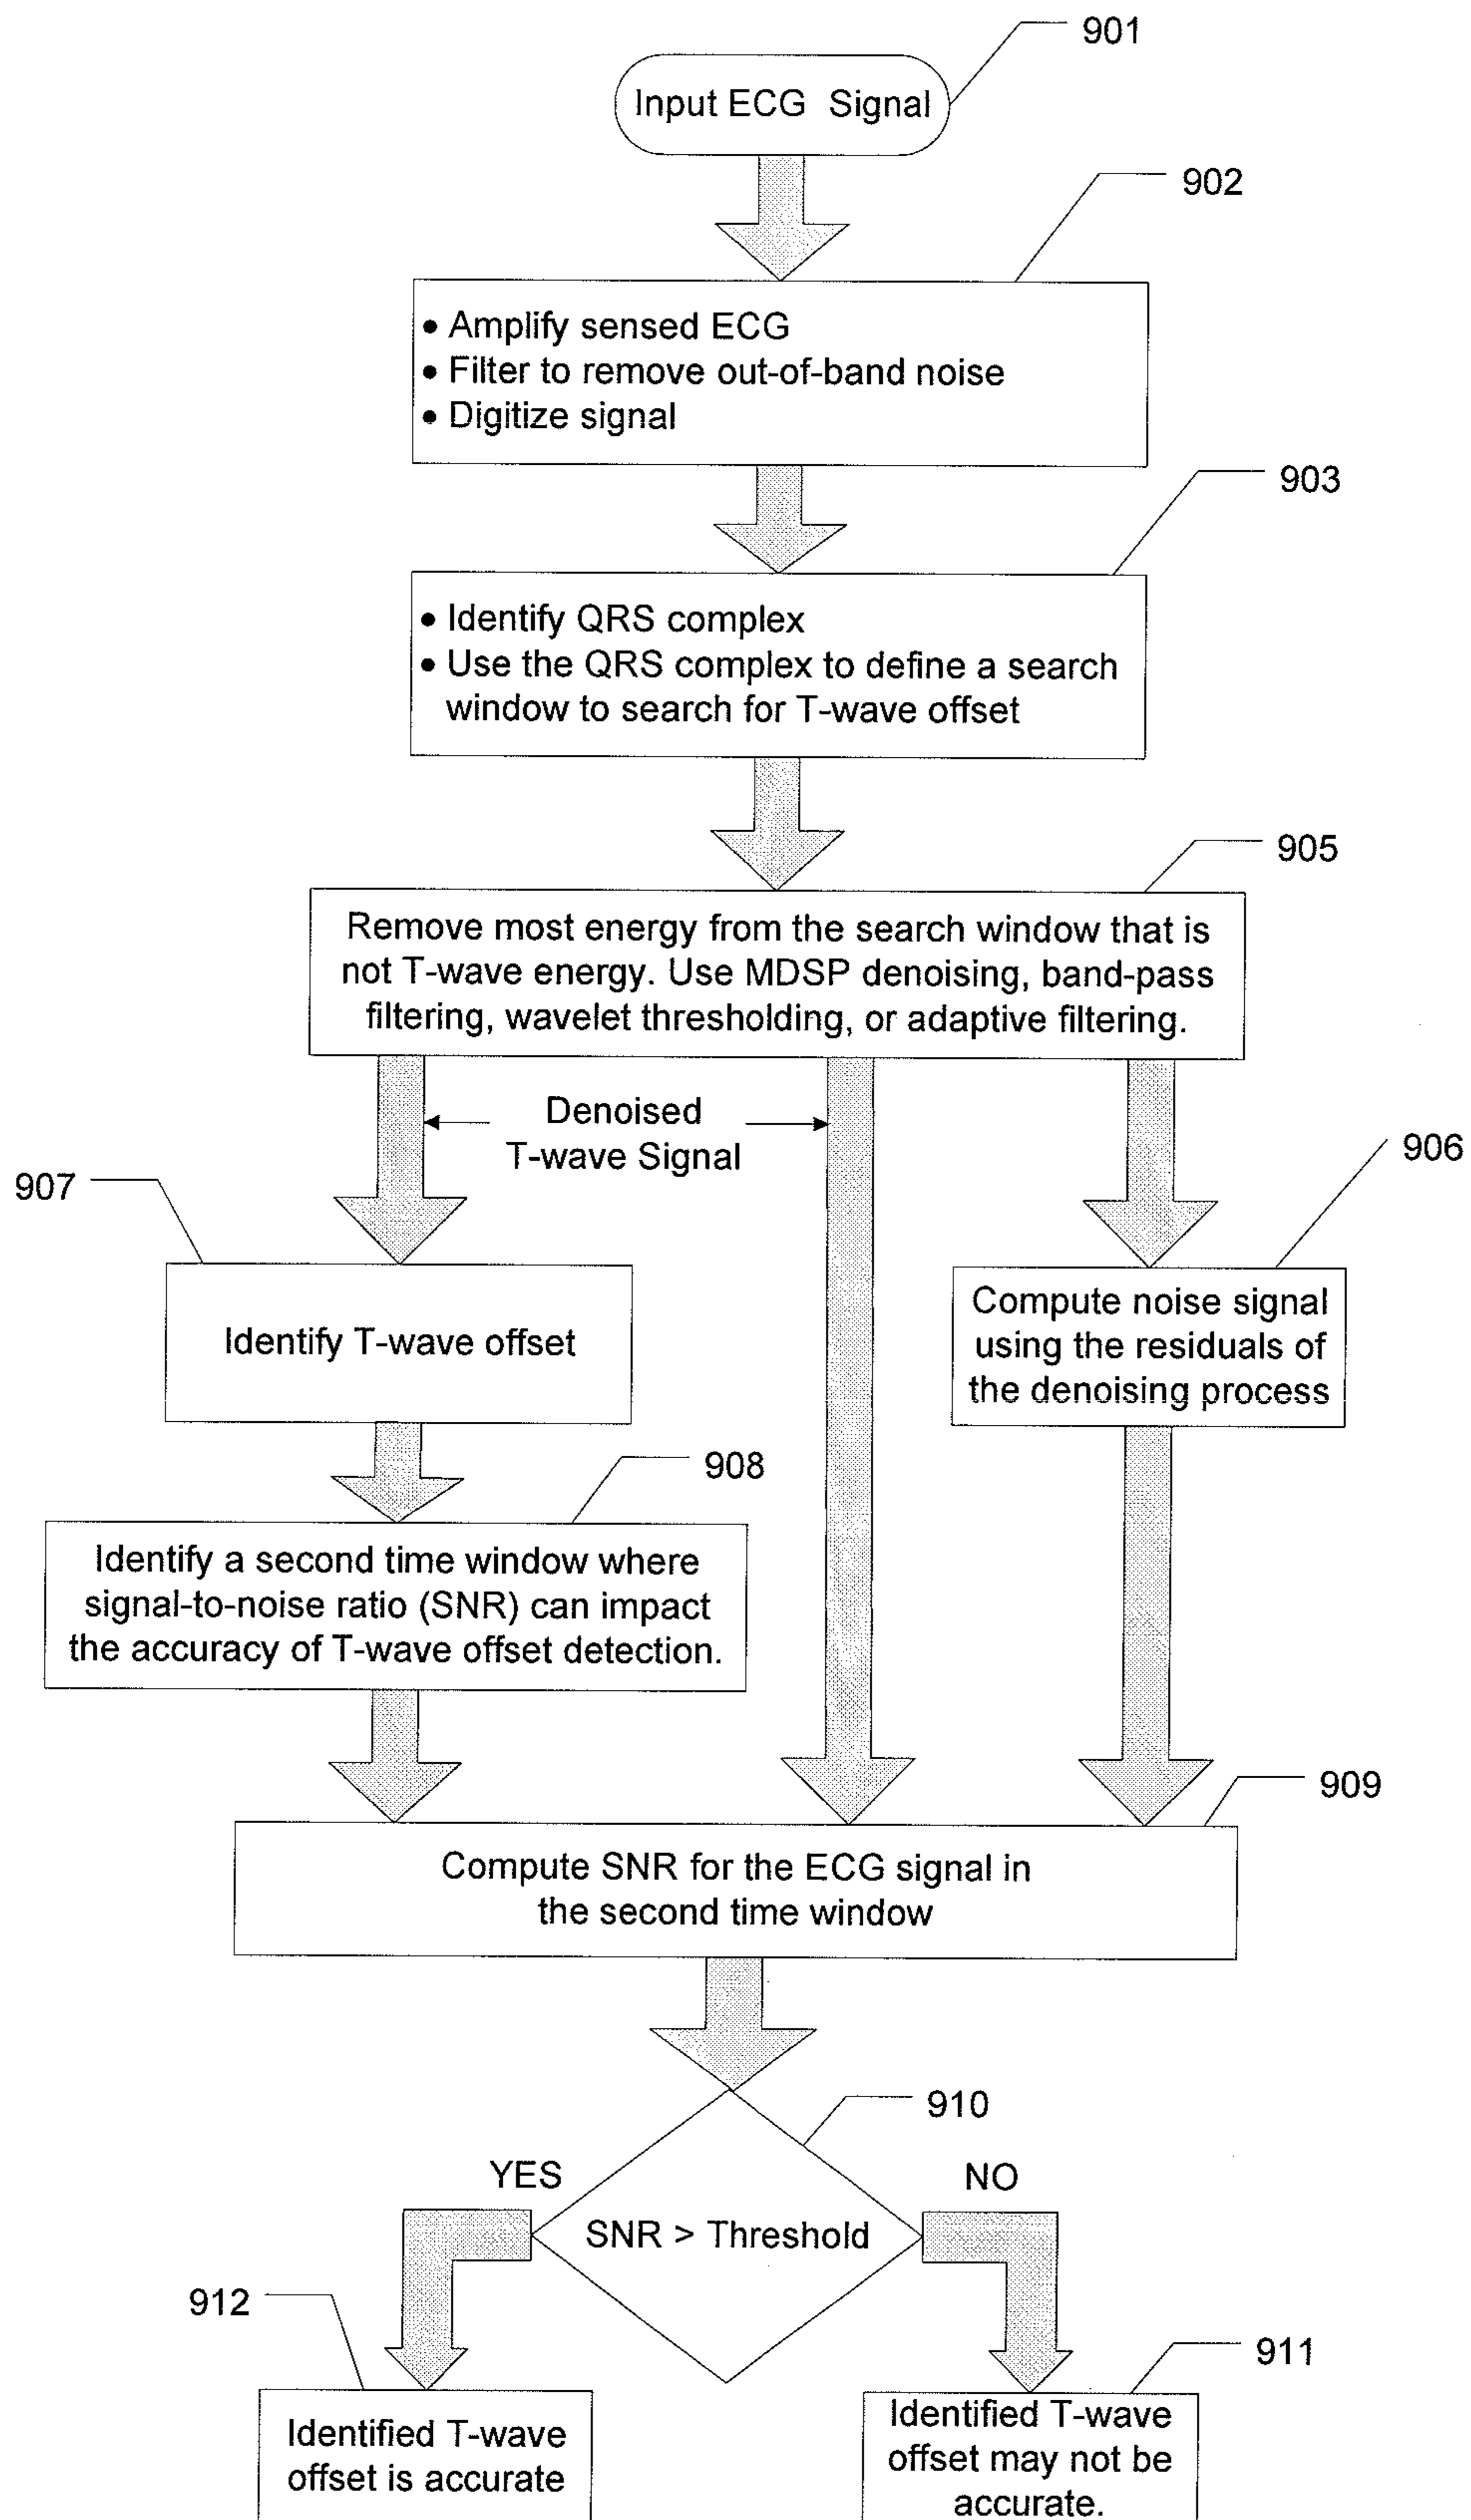 901
Input ECG Signal
902
• Amplify sensed ECG
• Filter to remove out-of-band noise
• Digitize signal
903
• Identify QRS complex
• Use the QRS complex to define a search
window to search for T-wave offset
905
Remove most energy from the search window that is
not T-wave energy. Use MDSP denoising, band-pass
filtering, wavelet thresholding, or adaptive filtering.
Denoised
T-wave Signal
906
907
Compute noise signal
using the residuals of
the denoising process
Identify T-wave offset
908
Identify a second time window where
signal-to-noise ratio (SNR) can impact
the accuracy of T-wave offset detection.
909
Compute SNR for the ECG signal in
the second time window
910
YES
NO
SNR > Threshold
912
911
Identified T-wave
offset is accurate
Identified T-wave
offset may not be
accurate.